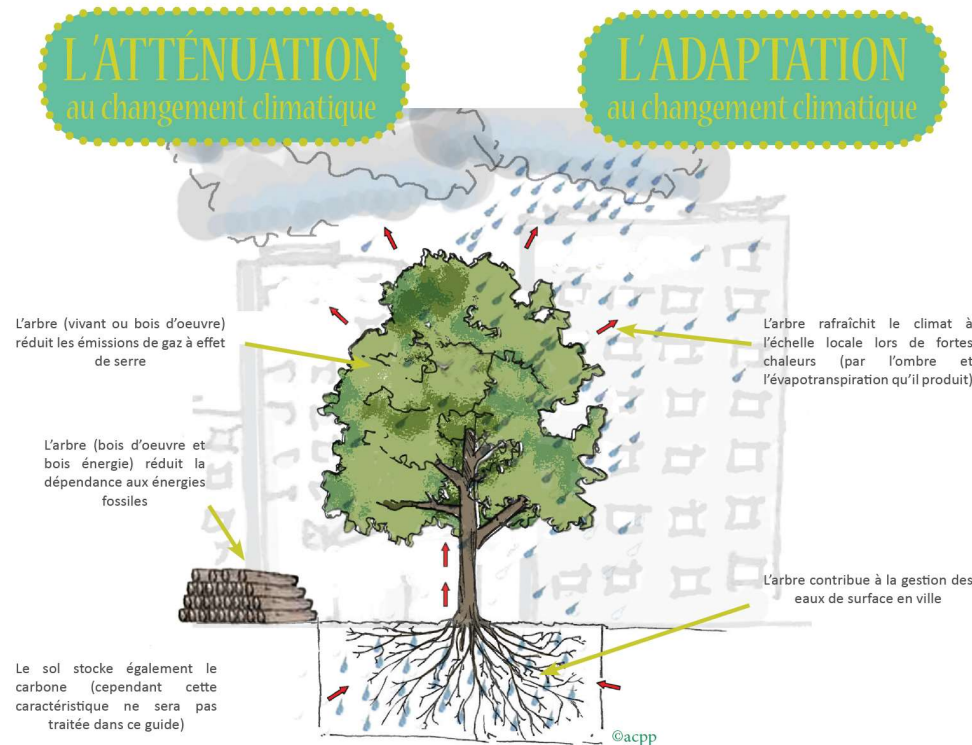 L'ATTÉNUATION
au changement climatique
L'ADAPTATION
au changement climatique
L'arbre (vivant ou bois d'oeuvre)
réduit les émissions de gaz à effet
de serre
L'arbre (bois d'oeuvre et
bois énergie) réduit la
dépendance aux énergies
fossiles
Le sol stocke également le
carbone (cependant cette
caractéristique ne sera pas
traitée dans ce guide)
L'arbre rafraîchit le climat à
l'échelle locale lors de fortes
chaleurs (par l'ombre et
l'évapotranspiration qu'il produit)
L'arbre contribue à la gestion des
eaux de surface en ville
©acpp